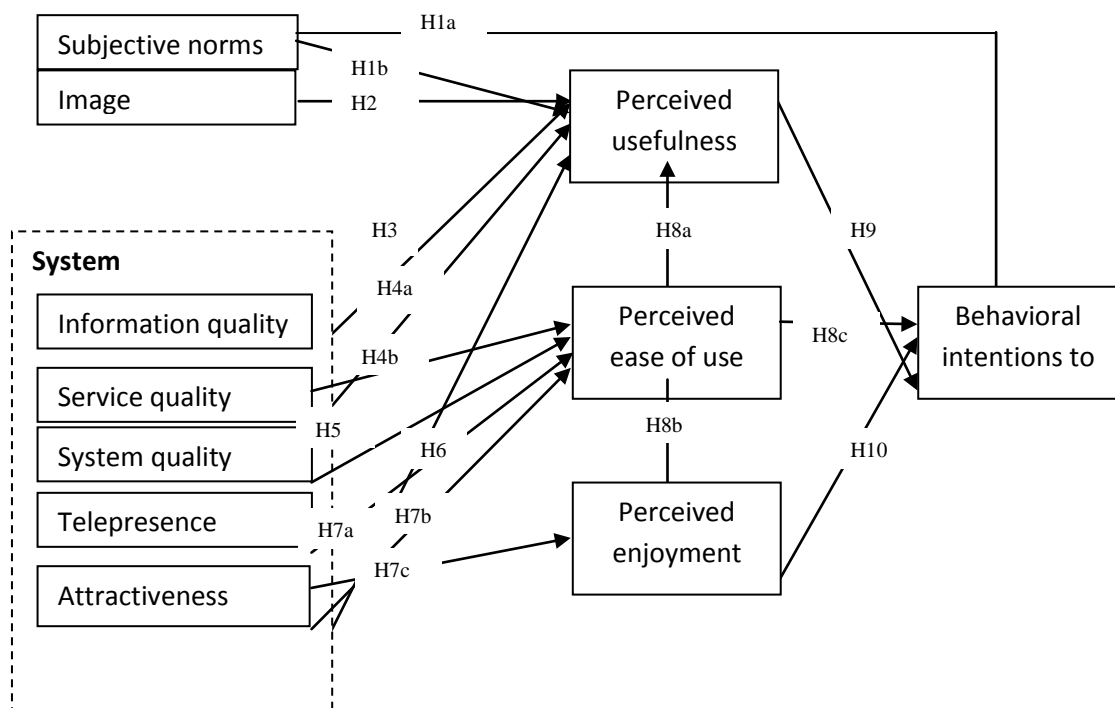 H1a
Subjective norms
H1b
Image
H2
Perceived
usefulness
H3
H8a
H9
System
H4a
Information quality
Perceived
ease of use
H8c
Behavioral
intentions to
H4b
Service quality
H5
H6
H8b
H10
System quality
Telepresence
H7a
H7b
Perceived
enjoyment
H7c
Attractiveness